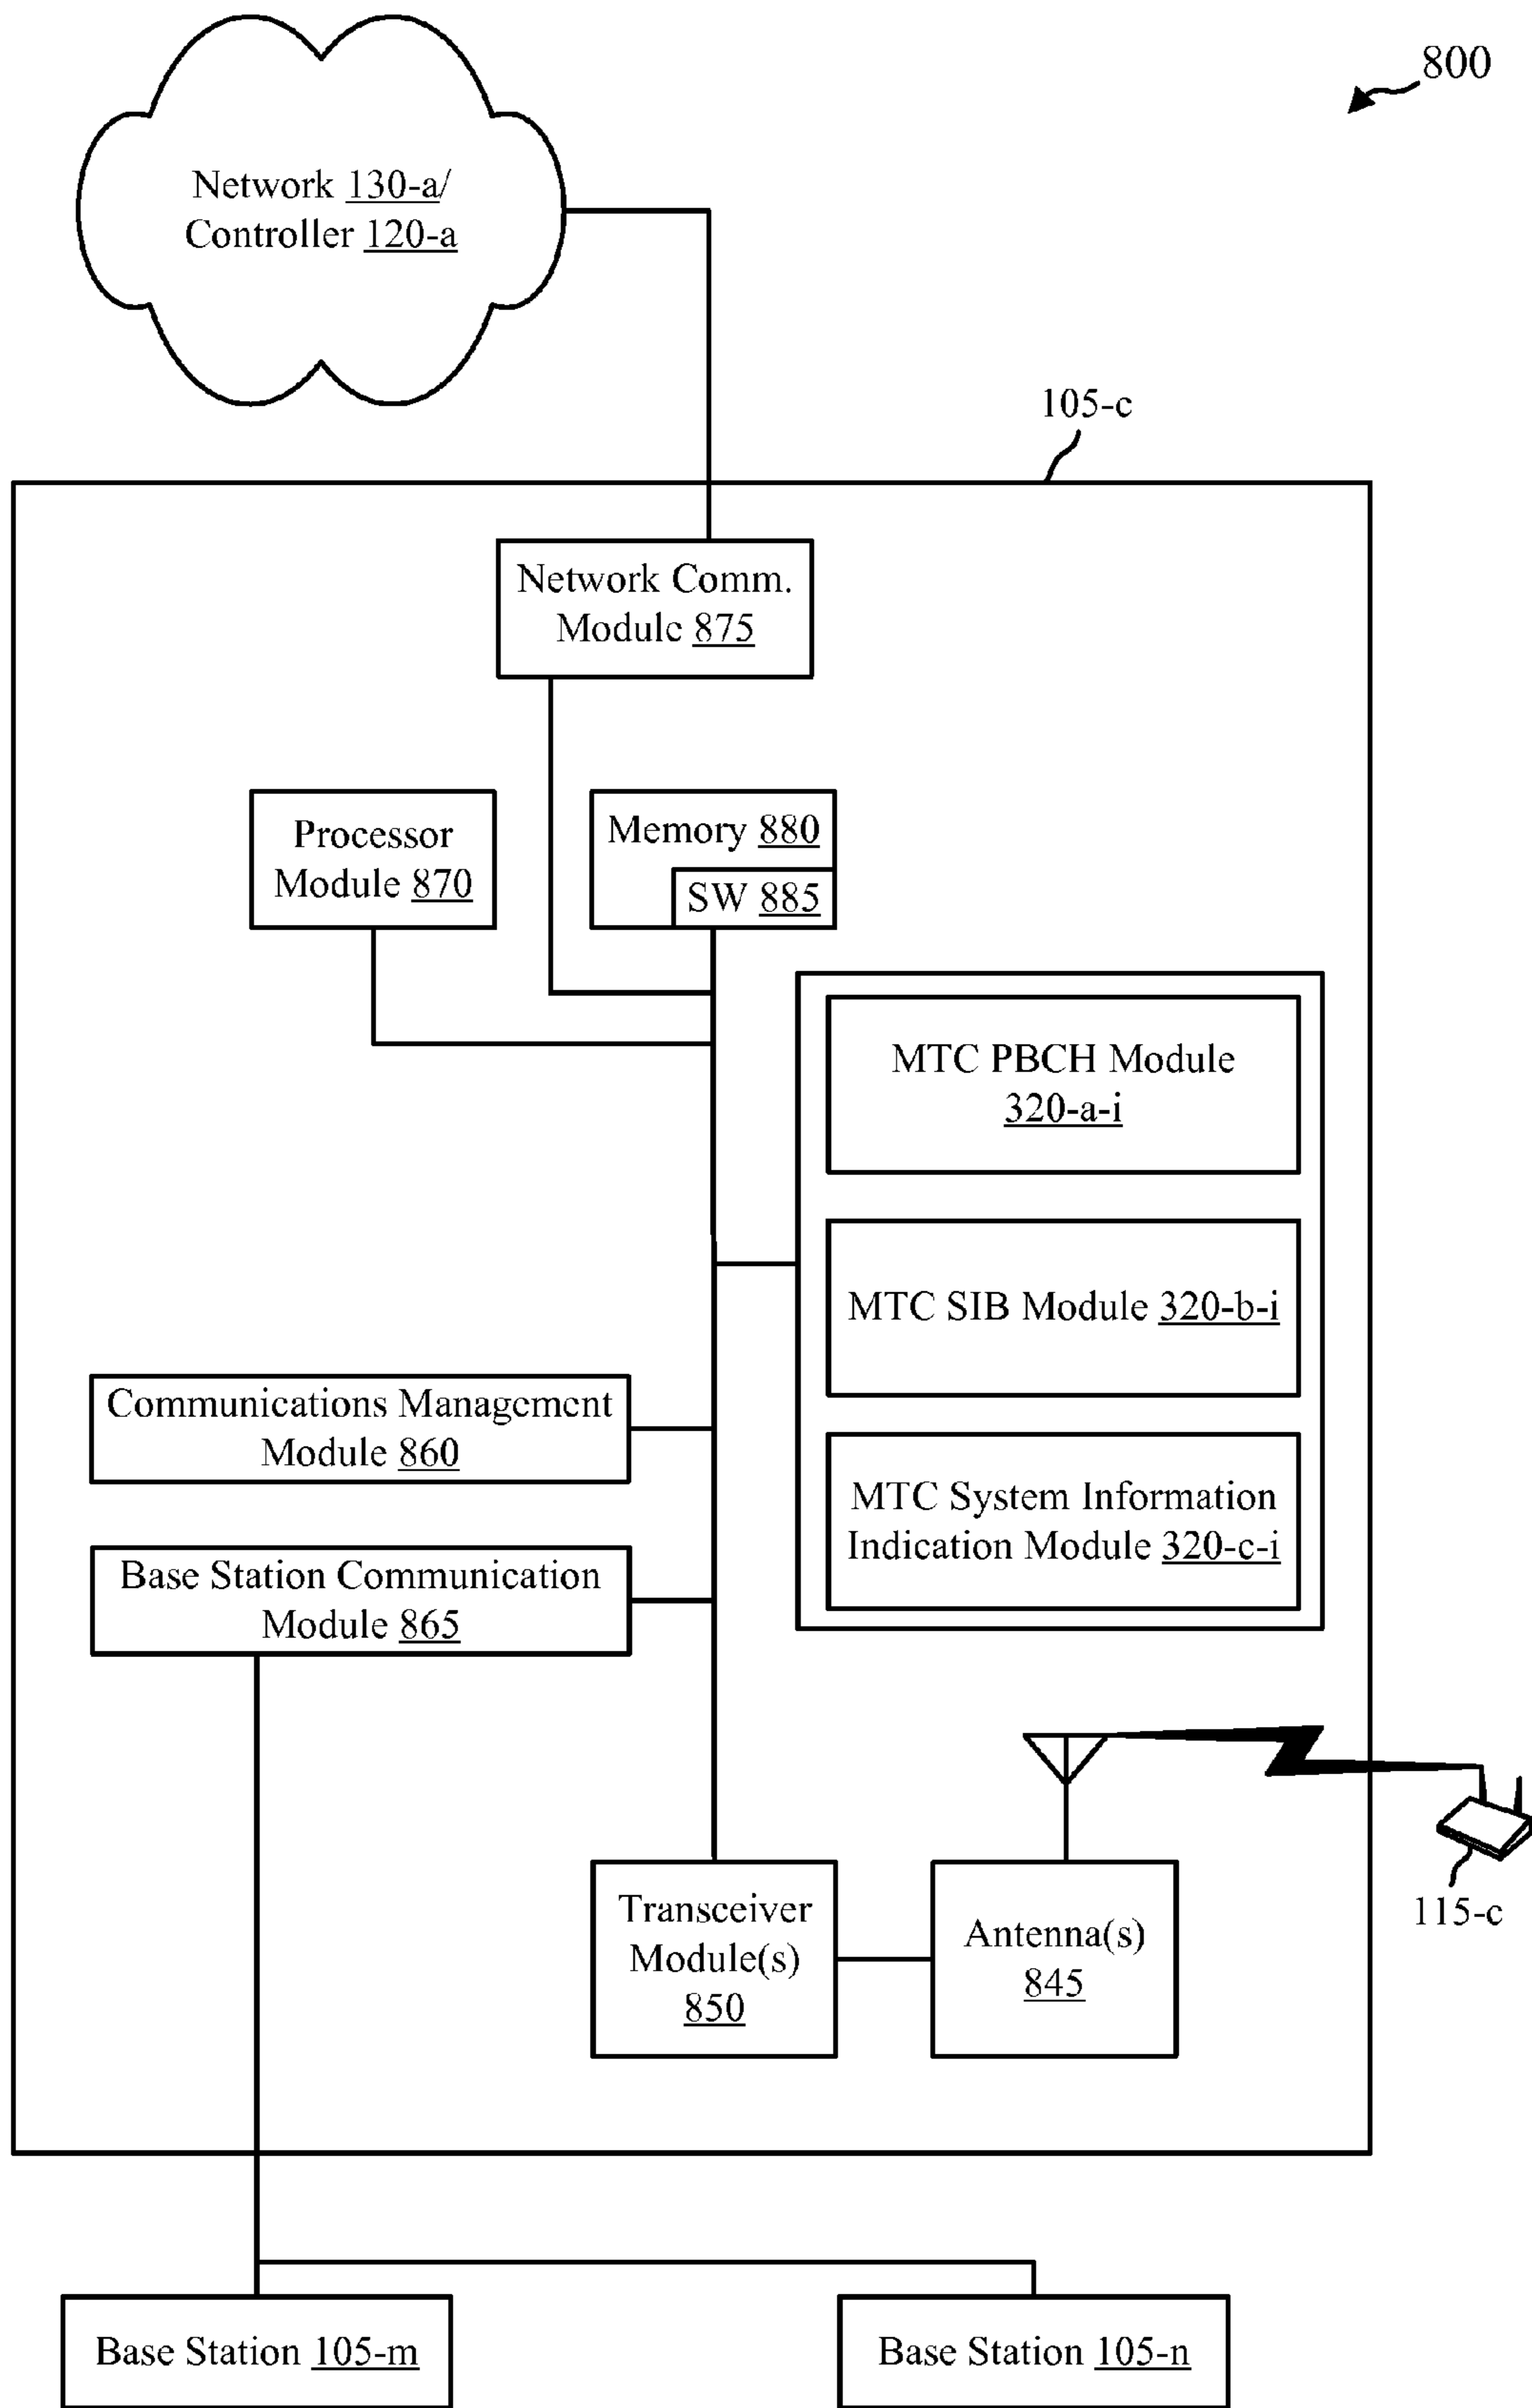 800
Network 130-a/
Controller 120-a
105-c
Network Comm.
Module 875
Processor
Module 870
Memory 880
SW 885
MTC PBCH Module
320-a-i
MTC SIB Module 320-b-i
Communications Management
Module 860
MTC System Information
Indication Module 320-c-i
Base Station Communication
Module 865
Transceiver
Module(s)
850
Antenna(s)
845
115-c
Base Station 105-m
Base Station 105-n